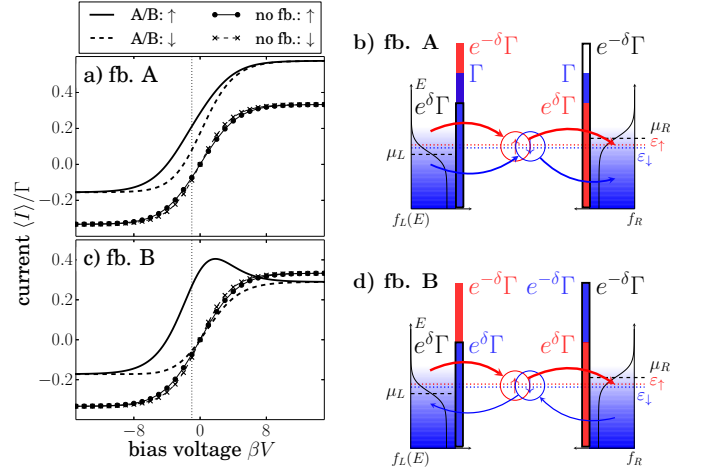 A/B: ↑
no fb.: ↑
A/B: ↓
no fb.: ↓
a) fb. A
0.4
0.2
0.0
−0.2
c) fb. B
0.4
0.2
0.0
−0.2
current ⟨I⟩/Γ
−8
0
8
bias voltage βV
b) fb. A
e^{−δ}Γ
Γ
e^{δ}Γ
E
μ_L
f_L(E)
e^{−δ}Γ
Γ
e^{δ}Γ
E
μ_R
ε_↑
ε_↓
f_R
d) fb. B
e^{−δ}Γ
e^{δ}Γ
e^{δ}Γ
E
μ_L
f_L(E)
e^{−δ}Γ
e^{−δ}Γ
e^{δ}Γ
E
μ_R
ε_↑
ε_↓
f_R